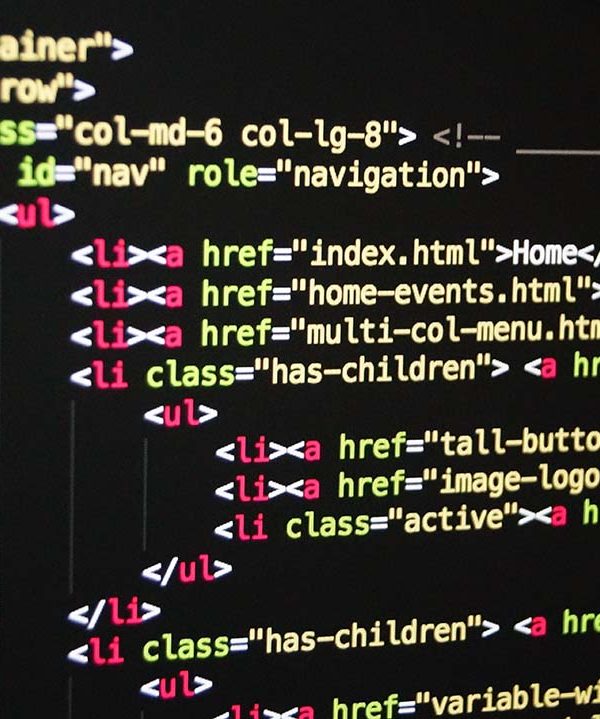 ainer">
row">
ss="col-md-6 col-lg-8"> <!--
id="nav" role="navigation">
<ul>
<li><a href="index.html">Home</
<li><a href="home-events.html">
<li><a href="multi-col-menu.htm
<li class="has-children"> <a hr
<ul>
<li><a href="tall-butto
<li><a href="image-logo
<li class="active"><a h
</ul>
</li>
<li class="has-children"> <a hre
<ul>
<li><a href="variable-wi